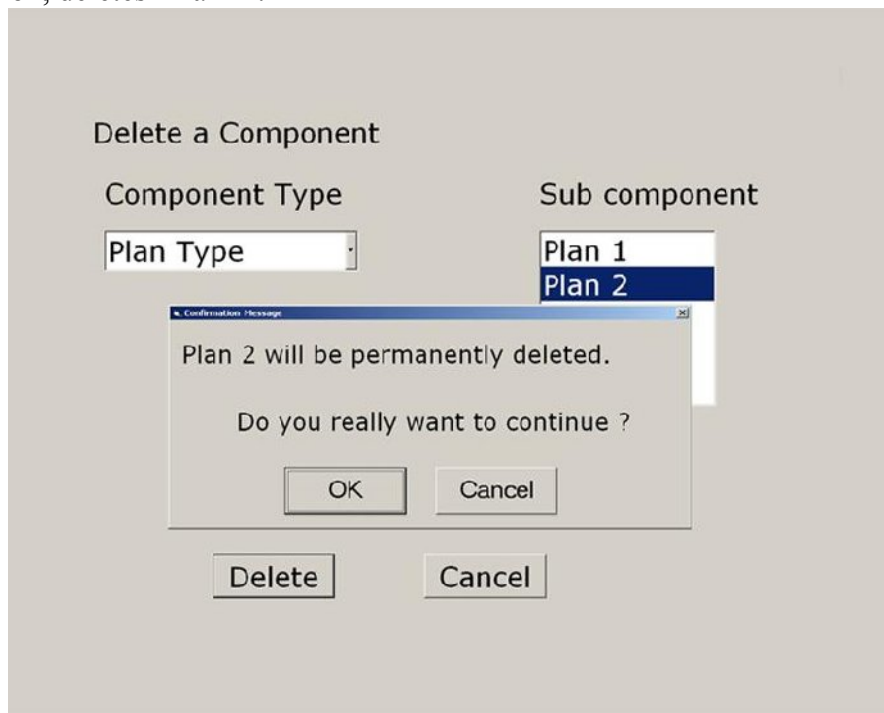 Delete a Component
Component Type
Sub component
Plan Type
Plan 1
Plan 2
Confirmation Message
Plan 2 will be permanently deleted.
Do you really want to continue ?
OK
Cancel
Delete
Cancel